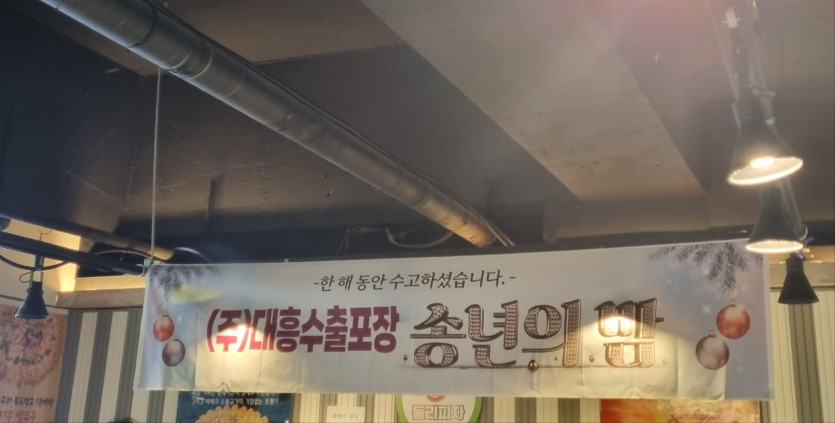 -한 해 동안 수고하셨습니다.-
(주)대흥수출포장 송년의 밤